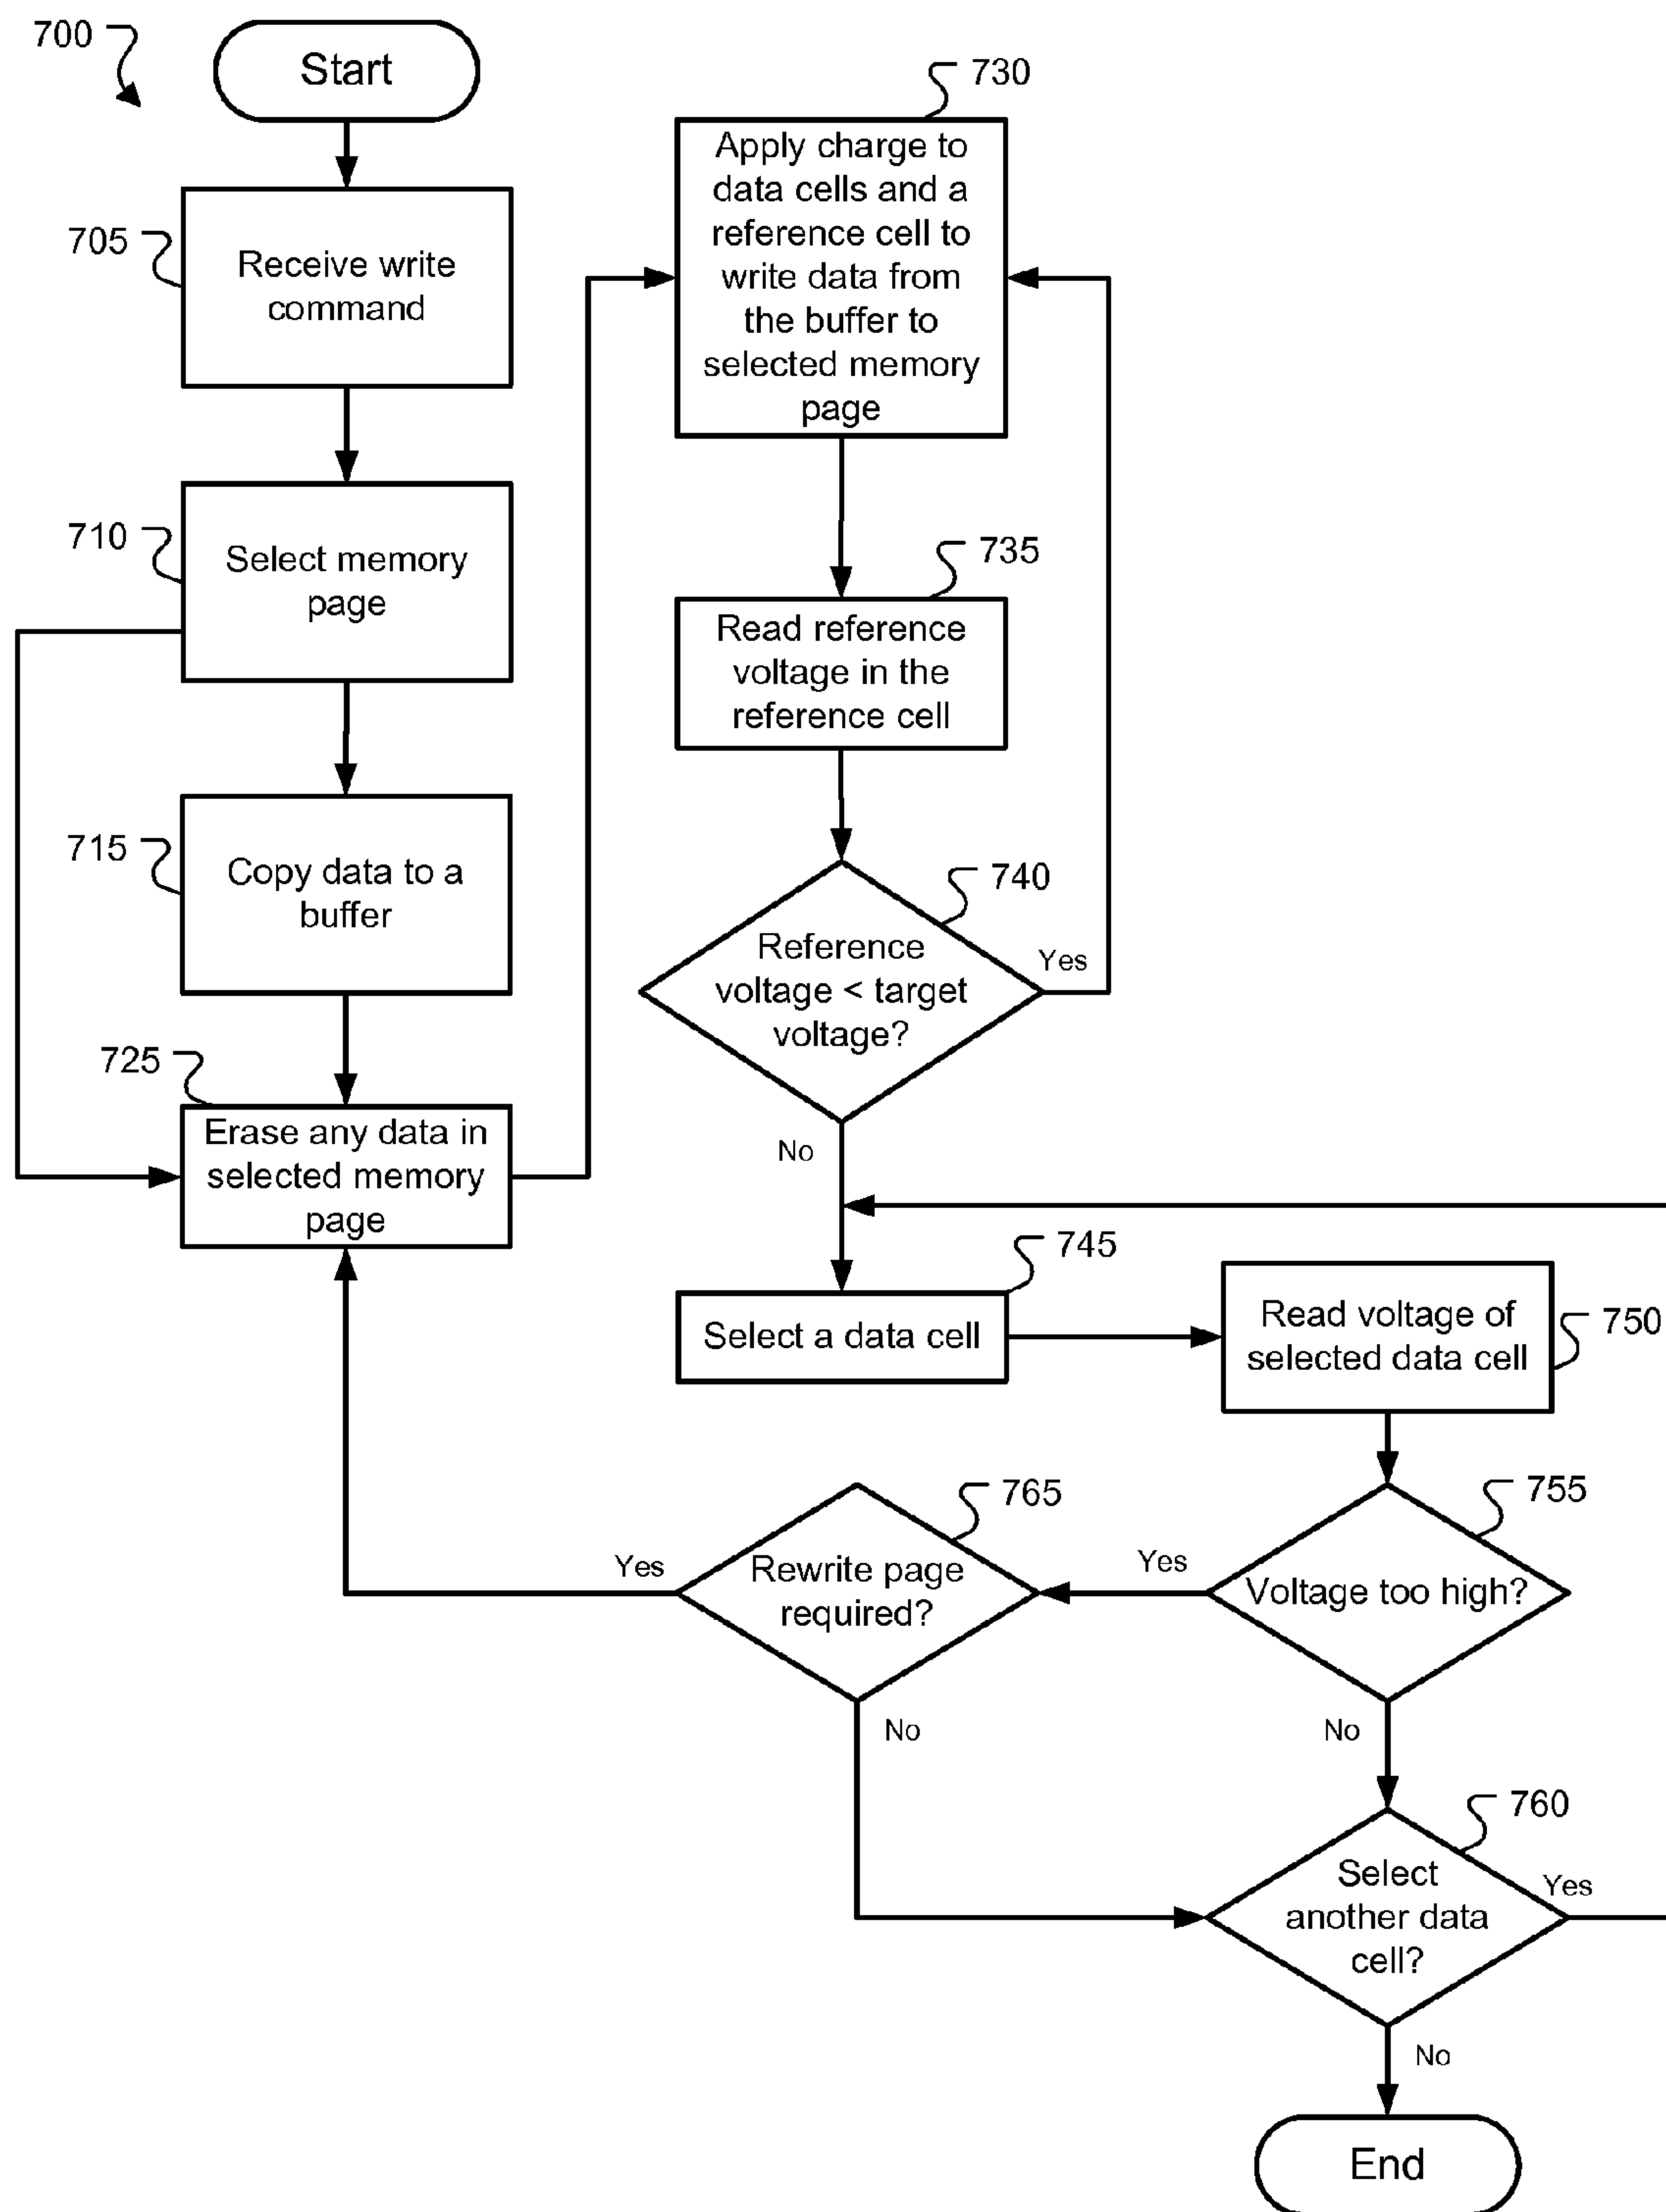 700
Start
705
Receive write
command
710
Select memory
page
715
Copy data to a
buffer
725
Erase any data in
selected memory
page
730
Apply charge to
data cells and a
reference cell to
write data from
the buffer to
selected memory
page
735
Read reference
voltage in the
reference cell
740
Reference
voltage < target
voltage?
Yes
No
745
Select a data cell
Read voltage of
selected data cell
750
755
Voltage too high?
Yes
No
765
Rewrite page
required?
Yes
No
760
Select
another data
cell?
Yes
No
End